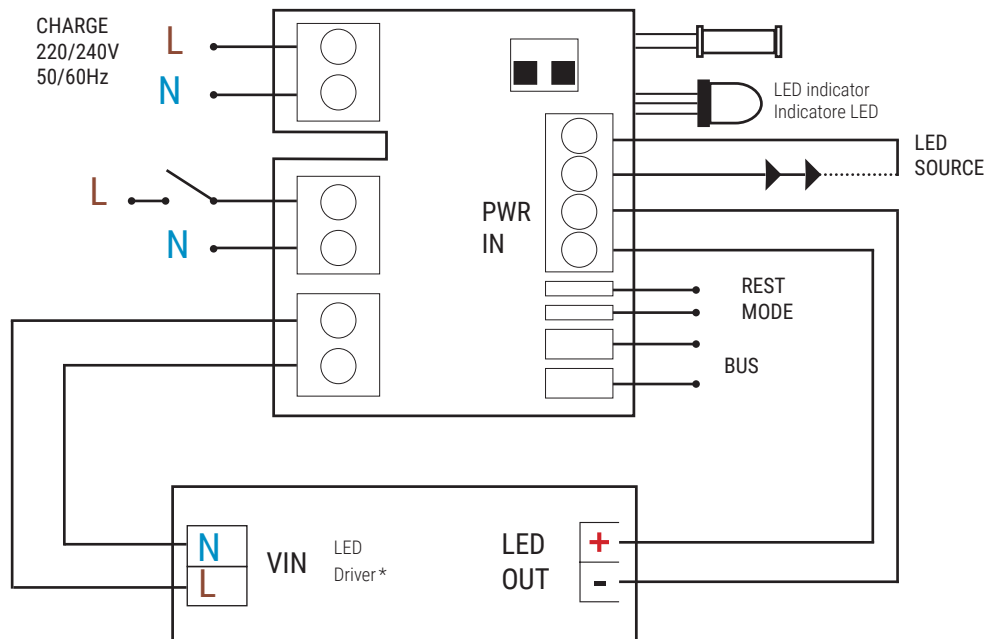 CHARGE
220/240V
50/60Hz
L
N
LED indicator
Indicatore LED
LED
SOURCE
L
N
PWR
IN
REST
MODE
BUS
N
L
VIN
LED
Driver*
LED
OUT
+
-